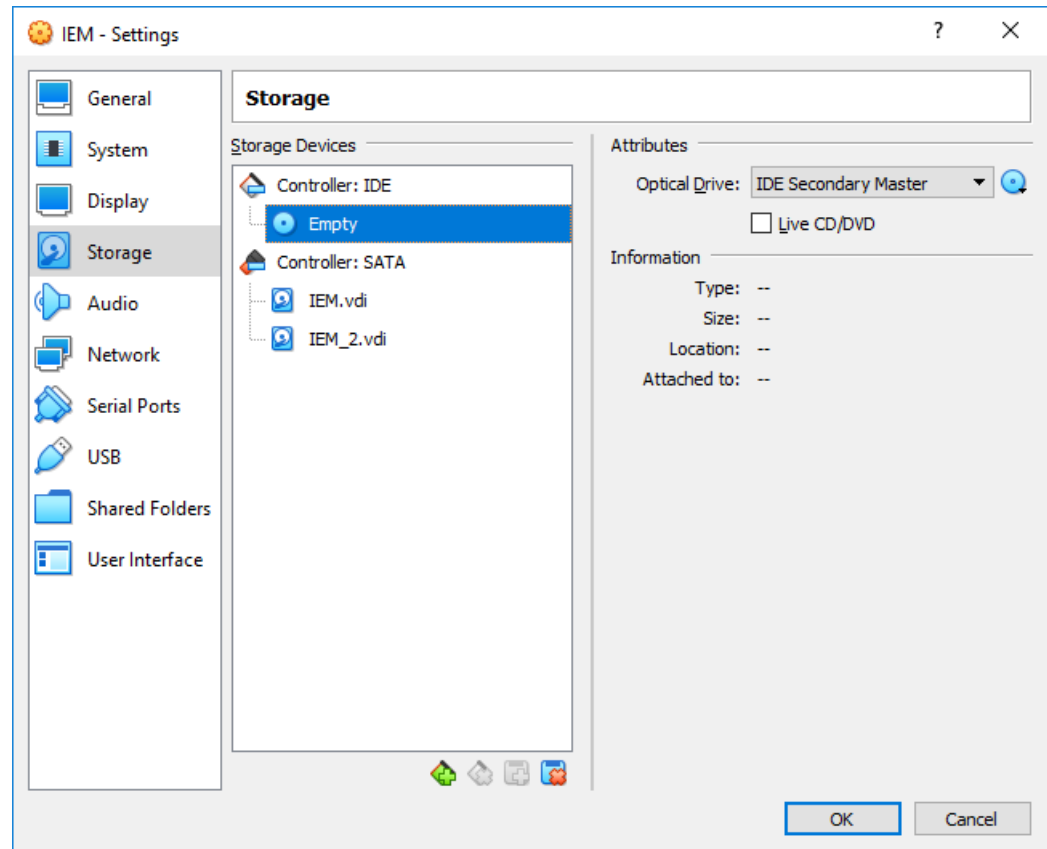 IEM - Settings
?
General
System
Display
Storage
Audio
Network
Serial Ports
USB
Shared Folders
User Interface
Storage
Storage Devices
Controller: IDE
Empty
Controller: SATA
IEM.vdi
IEM_2.vdi
Attributes
Optical Drive: IDE Secondary Master
Live CD/DVD
Information
Type: --
Size: --
Location: --
Attached to: --
OK Cancel